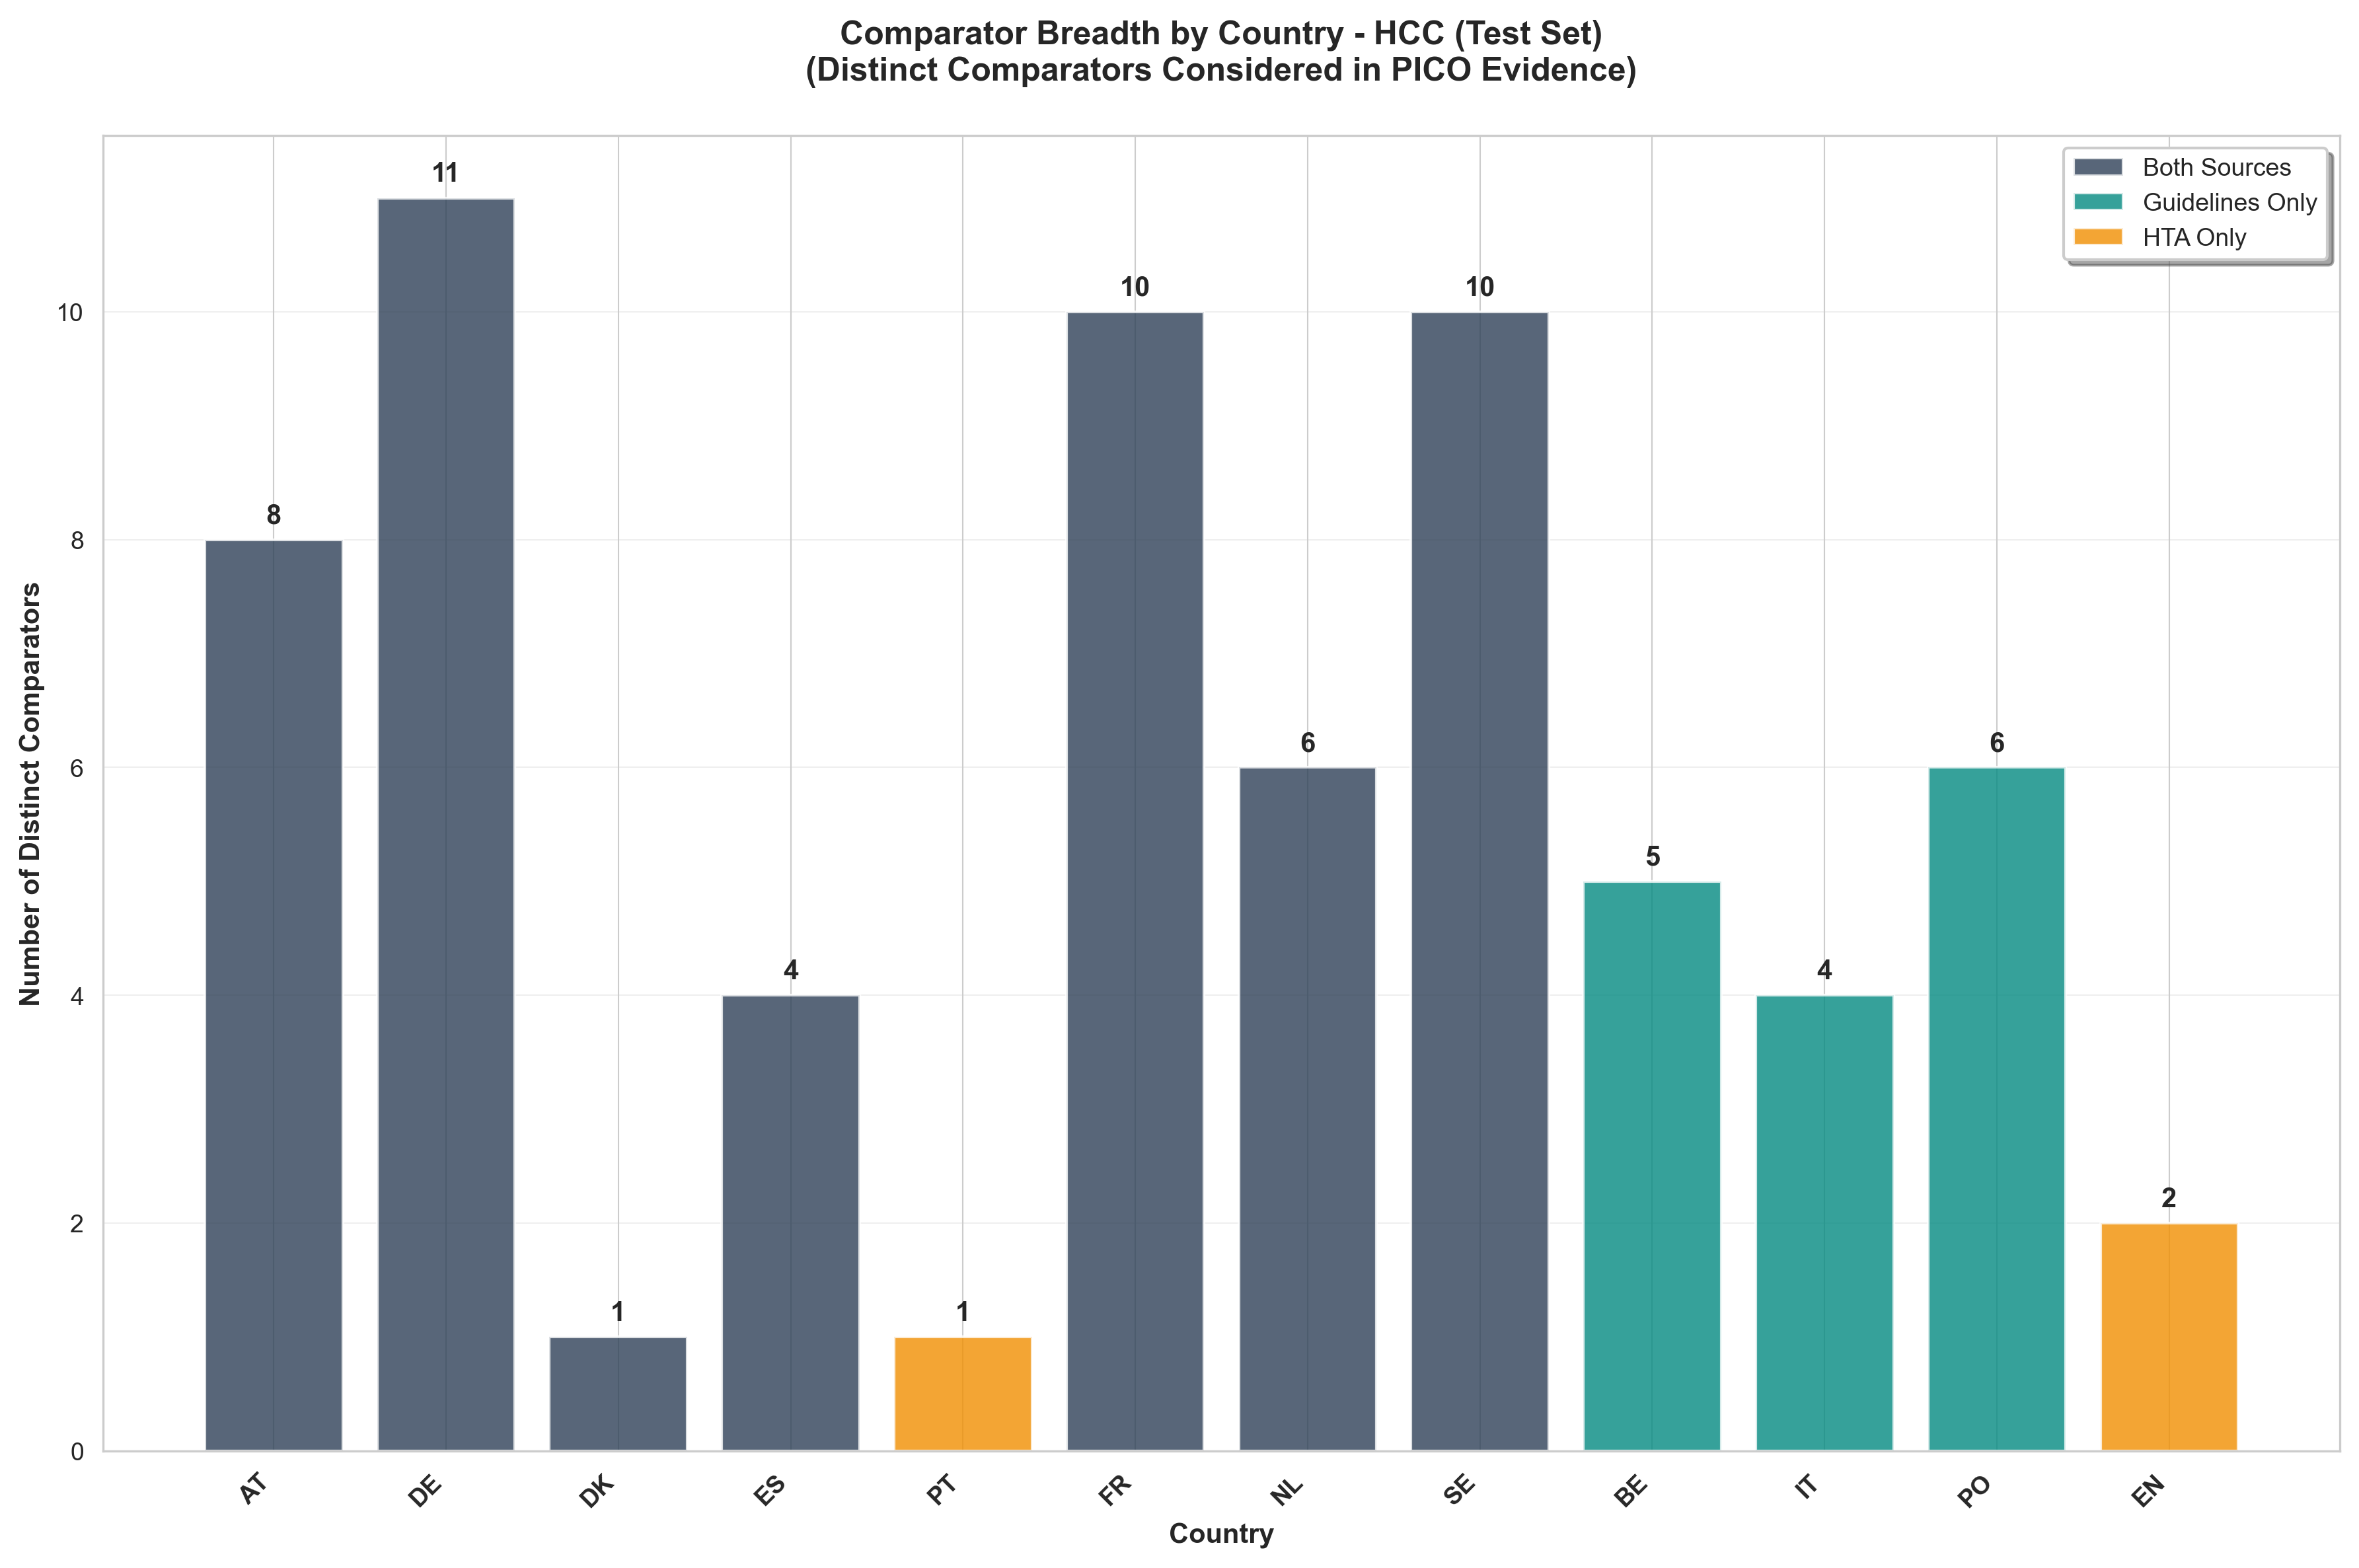 Comparator Breadth by Country - HCC (Test Set)
(Distinct Comparators Considered in PICO Evidence)
Both Sources
Guidelines Only
HTA Only
Number of Distinct Comparators
10
8
6
4
2
0
8
11
1
4
1
10
6
10
5
4
6
2
AT
DE
DK
ES
PT
FR
NL
SE
BE
IT
PO
EN
Country